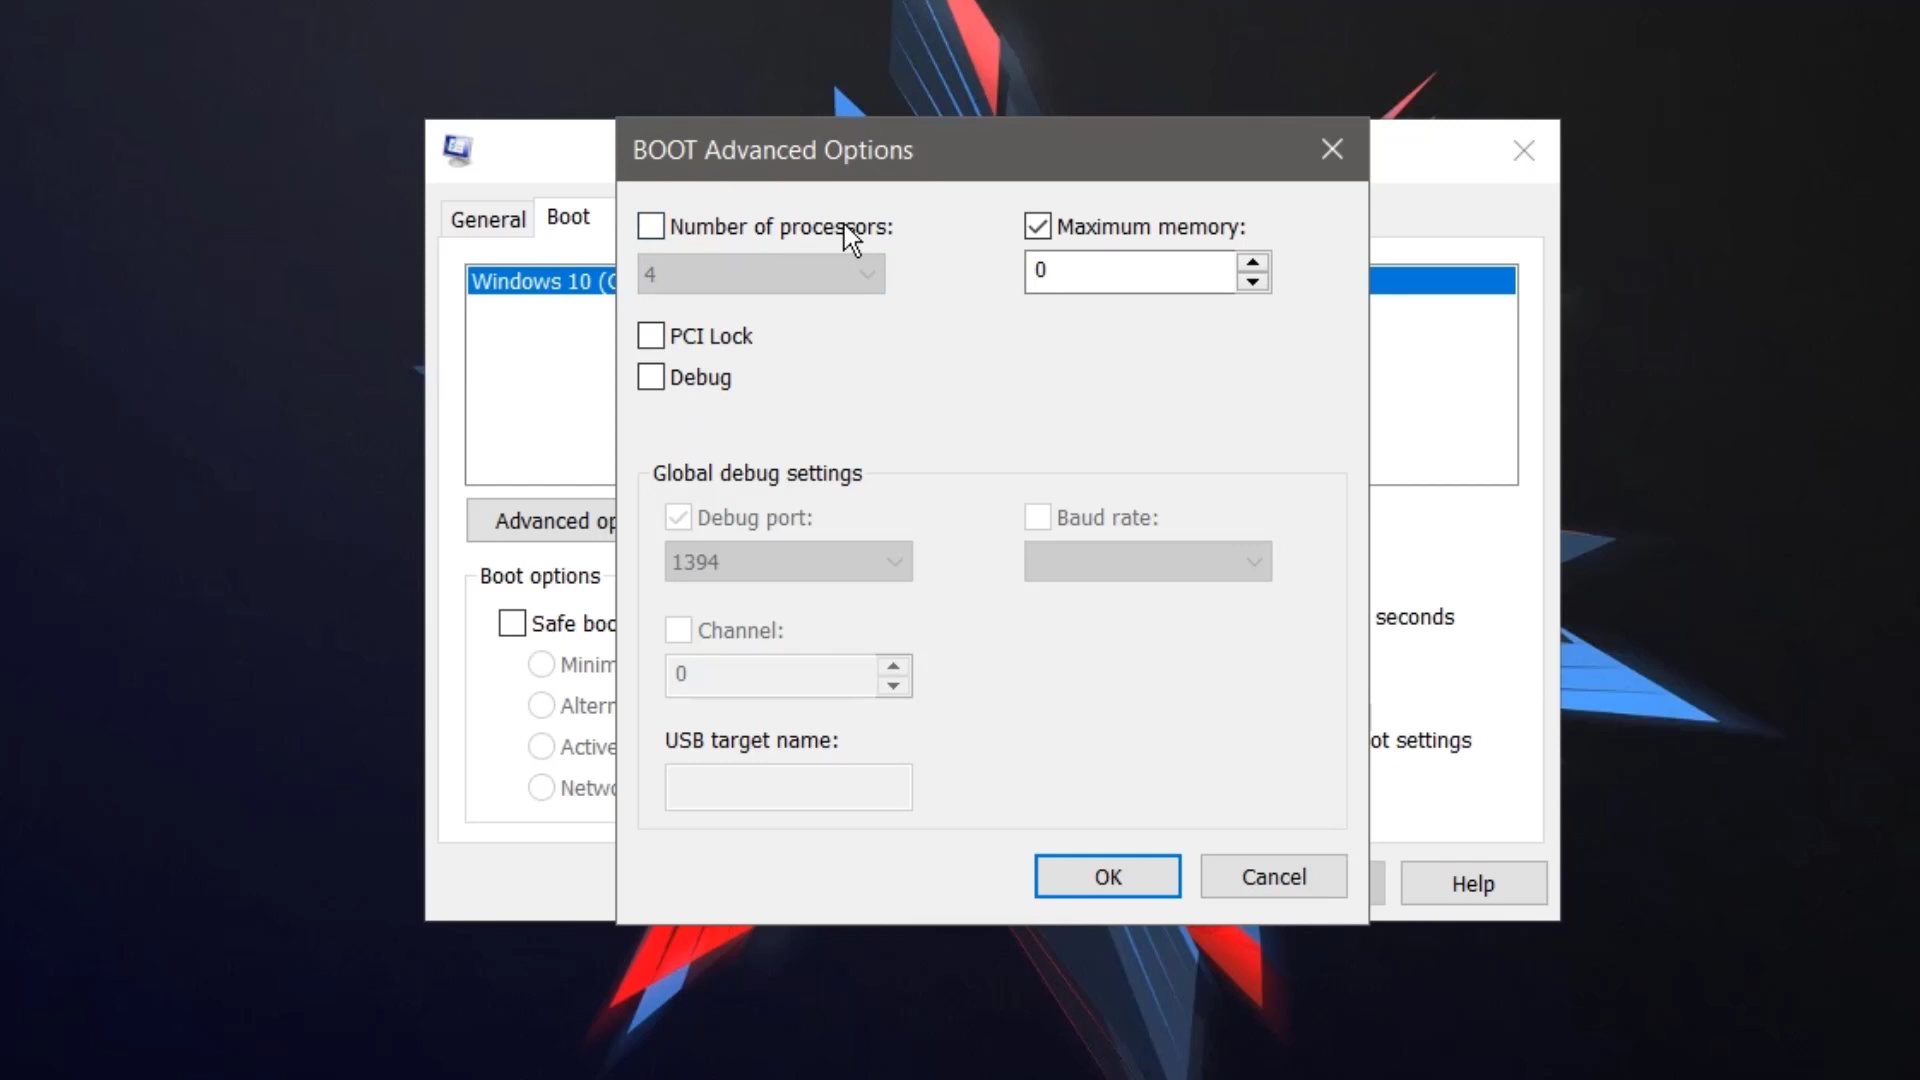 BOOT Advanced Options
General
Boot
Number of processors:
Maximum memory:
4
0
Windows 10 (
PCI Lock
Debug
Global debug settings
Advanced op
Debug port:
Baud rate:
1394
Boot options
Safe boo
Channel:
seconds
Minim
0
Altern
Active
USB target name:
ot settings
Netwo
OK
Cancel
Help